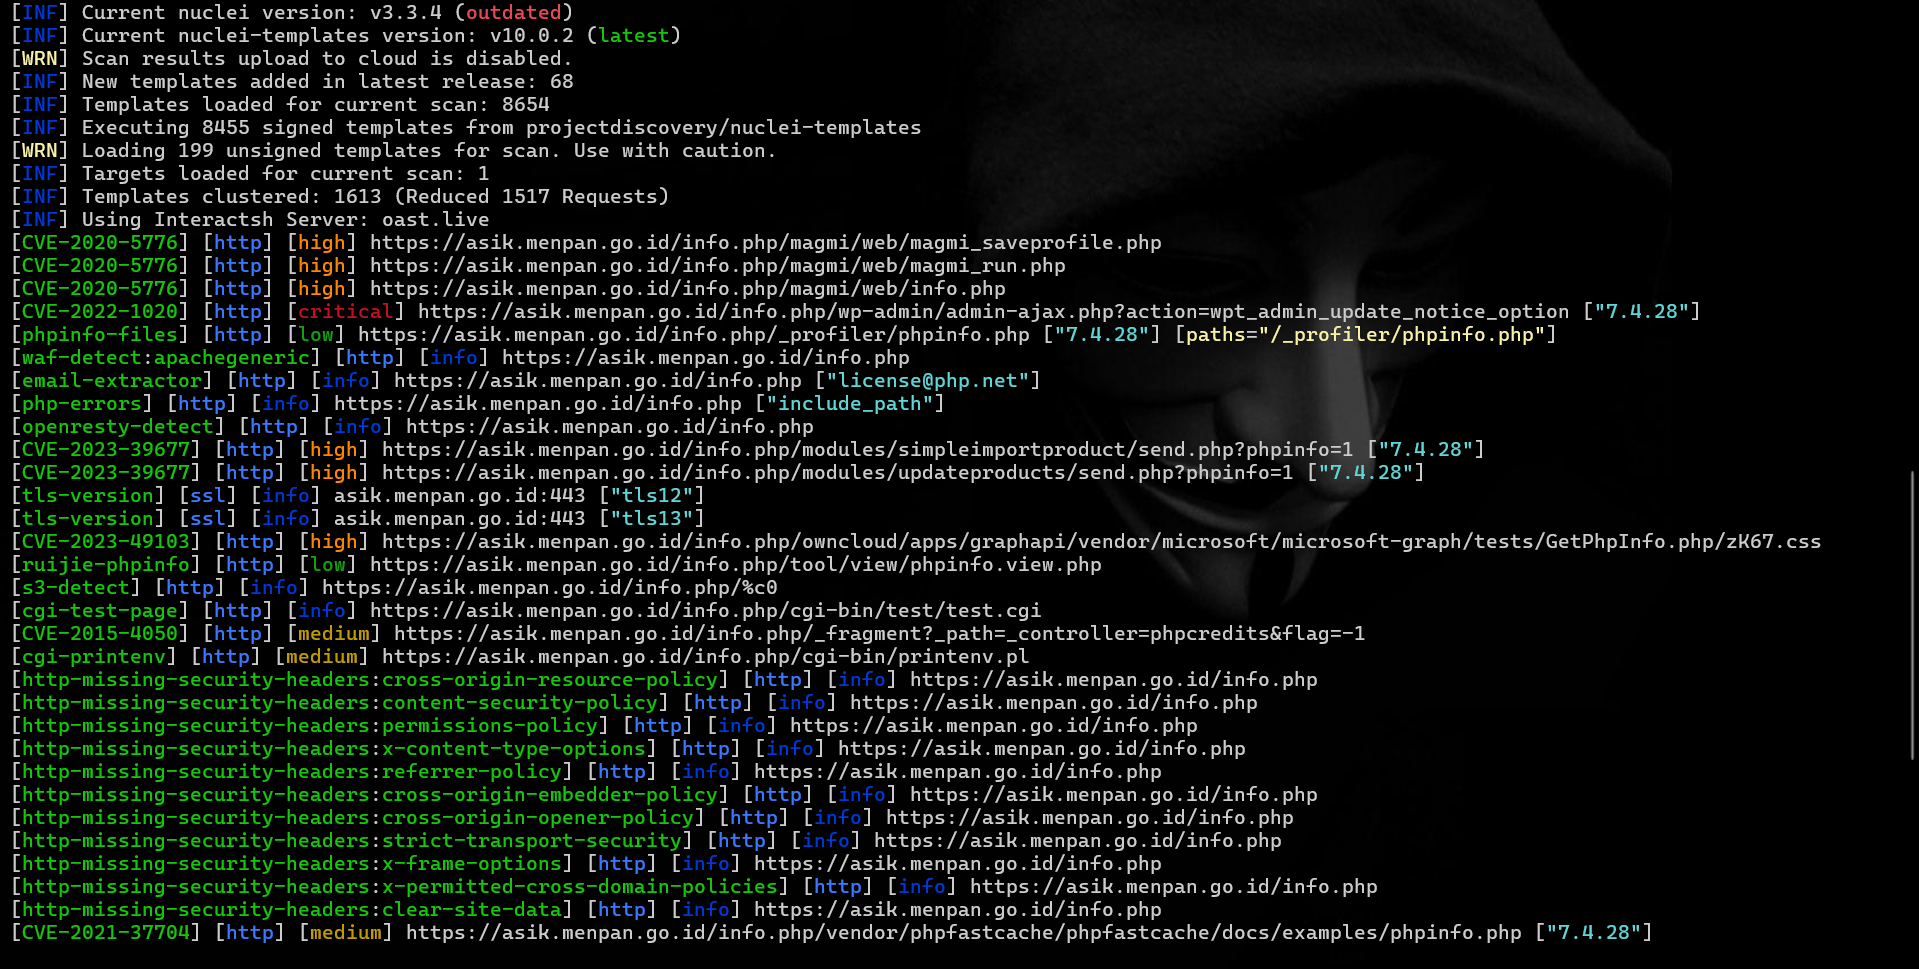 [INF] Current nuclei version: v3.3.4 (outdated)
[INF] Current nuclei-templates version: v10.0.2 (latest)
[WRN] Scan results upload to cloud is disabled.
[INF] New templates added in latest release: 68
[INF] Templates loaded for current scan: 8654
[INF] Executing 8455 signed templates from projectdiscovery/nuclei-templates
[WRN] Loading 199 unsigned templates for scan. Use with caution.
[INF] Targets loaded for current scan: 1
[INF] Templates clustered: 1613 (Reduced 1517 Requests)
[INF] Using Interactsh Server: oast.live
[CVE-2020-5776] [http] [high] https://asik.menpan.go.id/info.php/magmi/web/magmi_saveprofile.php
[CVE-2020-5776] [http] [high] https://asik.menpan.go.id/info.php/magmi/web/magmi_run.php
[CVE-2020-5776] [http] [high] https://asik.menpan.go.id/info.php/magmi/web/info.php
[CVE-2022-1020] [http] [critical] https://asik.menpan.go.id/info.php/wp-admin/admin-ajax.php?action=wpt_admin_update_notice_option ["7.4.28"]
[phpinfo-files] [http] [low] https://asik.menpan.go.id/info.php/_profiler/phpinfo.php ["7.4.28"] [paths="/_profiler/phpinfo.php"]
[waf-detect:apachegeneric] [http] [info] https://asik.menpan.go.id/info.php
[email-extractor] [http] [info] https://asik.menpan.go.id/info.php ["license@php.net"]
[php-errors] [http] [info] https://asik.menpan.go.id/info.php ["include_path"]
[openresty-detect] [http] [info] https://asik.menpan.go.id/info.php
[CVE-2023-39677] [http] [high] https://asik.menpan.go.id/info.php/modules/simpleimportproduct/send.php?phpinfo=1 ["7.4.28"]
[CVE-2023-39677] [http] [high] https://asik.menpan.go.id/info.php/modules/updateproducts/send.php?phpinfo=1 ["7.4.28"]
[tls-version] [ssl] [info] asik.menpan.go.id:443 ["tls12"]
[tls-version] [ssl] [info] asik.menpan.go.id:443 ["tls13"]
[CVE-2023-49103] [http] [high] https://asik.menpan.go.id/info.php/owncloud/apps/graphapi/vendor/microsoft/microsoft-graph/tests/GetPhpInfo.php/zK67.css
[ruijie-phpinfo] [http] [low] https://asik.menpan.go.id/info.php/tool/view/phpinfo.view.php
[s3-detect] [http] [info] https://asik.menpan.go.id/info.php/%c0
[cgi-test-page] [http] [info] https://asik.menpan.go.id/info.php/cgi-bin/test/test.cgi
[CVE-2015-4050] [http] [medium] https://asik.menpan.go.id/info.php/_fragment?_path=_controller=phpcredits&flag=-1
[cgi-printenv] [http] [medium] https://asik.menpan.go.id/info.php/cgi-bin/printenv.pl
[http-missing-security-headers:cross-origin-resource-policy] [http] [info] https://asik.menpan.go.id/info.php
[http-missing-security-headers:content-security-policy] [http] [info] https://asik.menpan.go.id/info.php
[http-missing-security-headers:permissions-policy] [http] [info] https://asik.menpan.go.id/info.php
[http-missing-security-headers:x-content-type-options] [http] [info] https://asik.menpan.go.id/info.php
[http-missing-security-headers:referrer-policy] [http] [info] https://asik.menpan.go.id/info.php
[http-missing-security-headers:cross-origin-embedder-policy] [http] [info] https://asik.menpan.go.id/info.php
[http-missing-security-headers:cross-origin-opener-policy] [http] [info] https://asik.menpan.go.id/info.php
[http-missing-security-headers:strict-transport-security] [http] [info] https://asik.menpan.go.id/info.php
[http-missing-security-headers:x-frame-options] [http] [info] https://asik.menpan.go.id/info.php
[http-missing-security-headers:x-permitted-cross-domain-policies] [http] [info] https://asik.menpan.go.id/info.php
[http-missing-security-headers:clear-site-data] [http] [info] https://asik.menpan.go.id/info.php
[CVE-2021-37704] [http] [medium] https://asik.menpan.go.id/info.php/vendor/phpfastcache/phpfastcache/docs/examples/phpinfo.php ["7.4.28"]